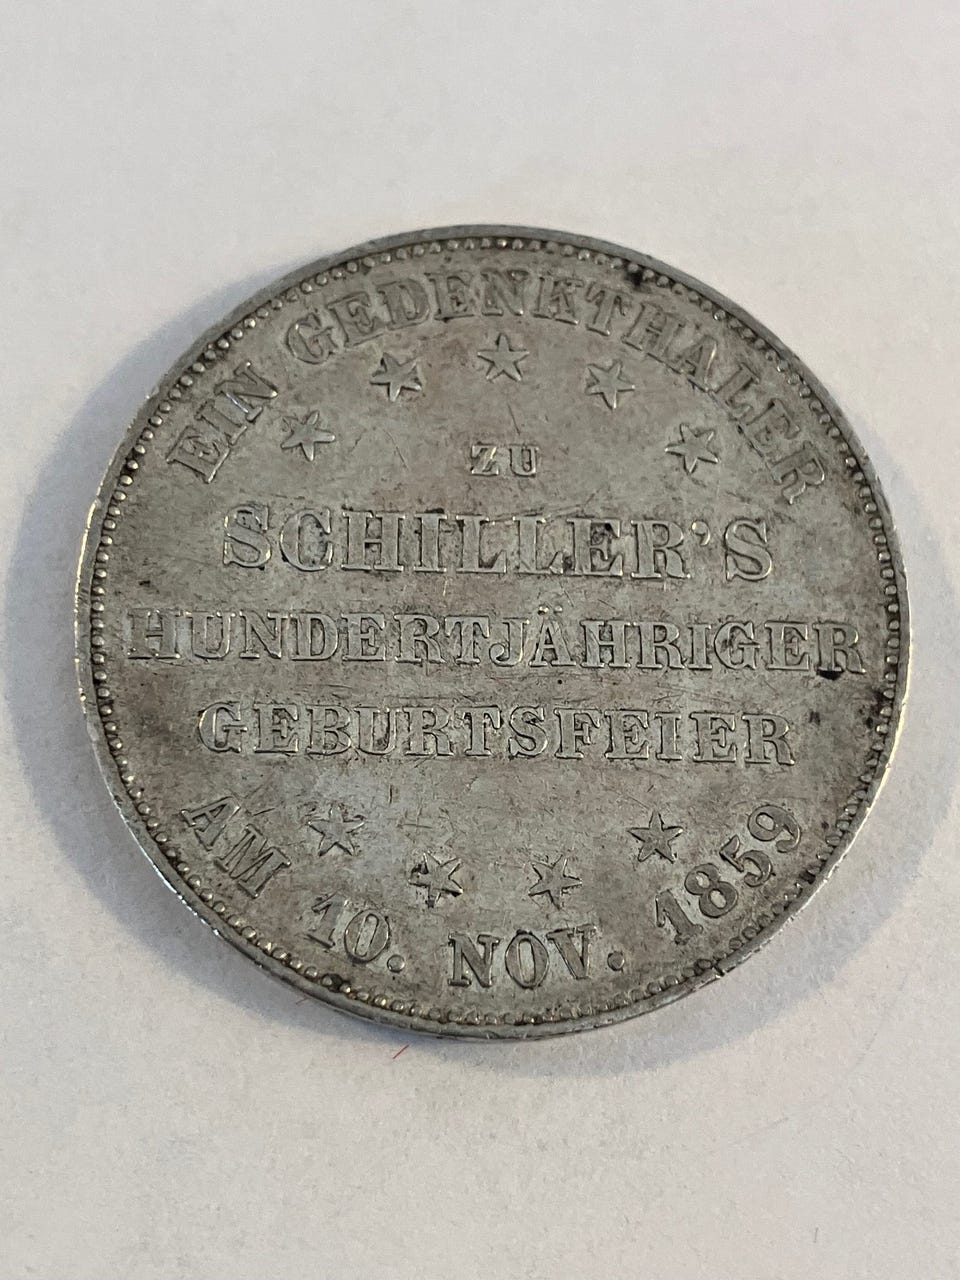 EIN GEDENKTHALER
ZU
SCHILLER'S
HUNDERTJÄHRIGER
GEBURTSFEIER
AM 10. NOV. 1859